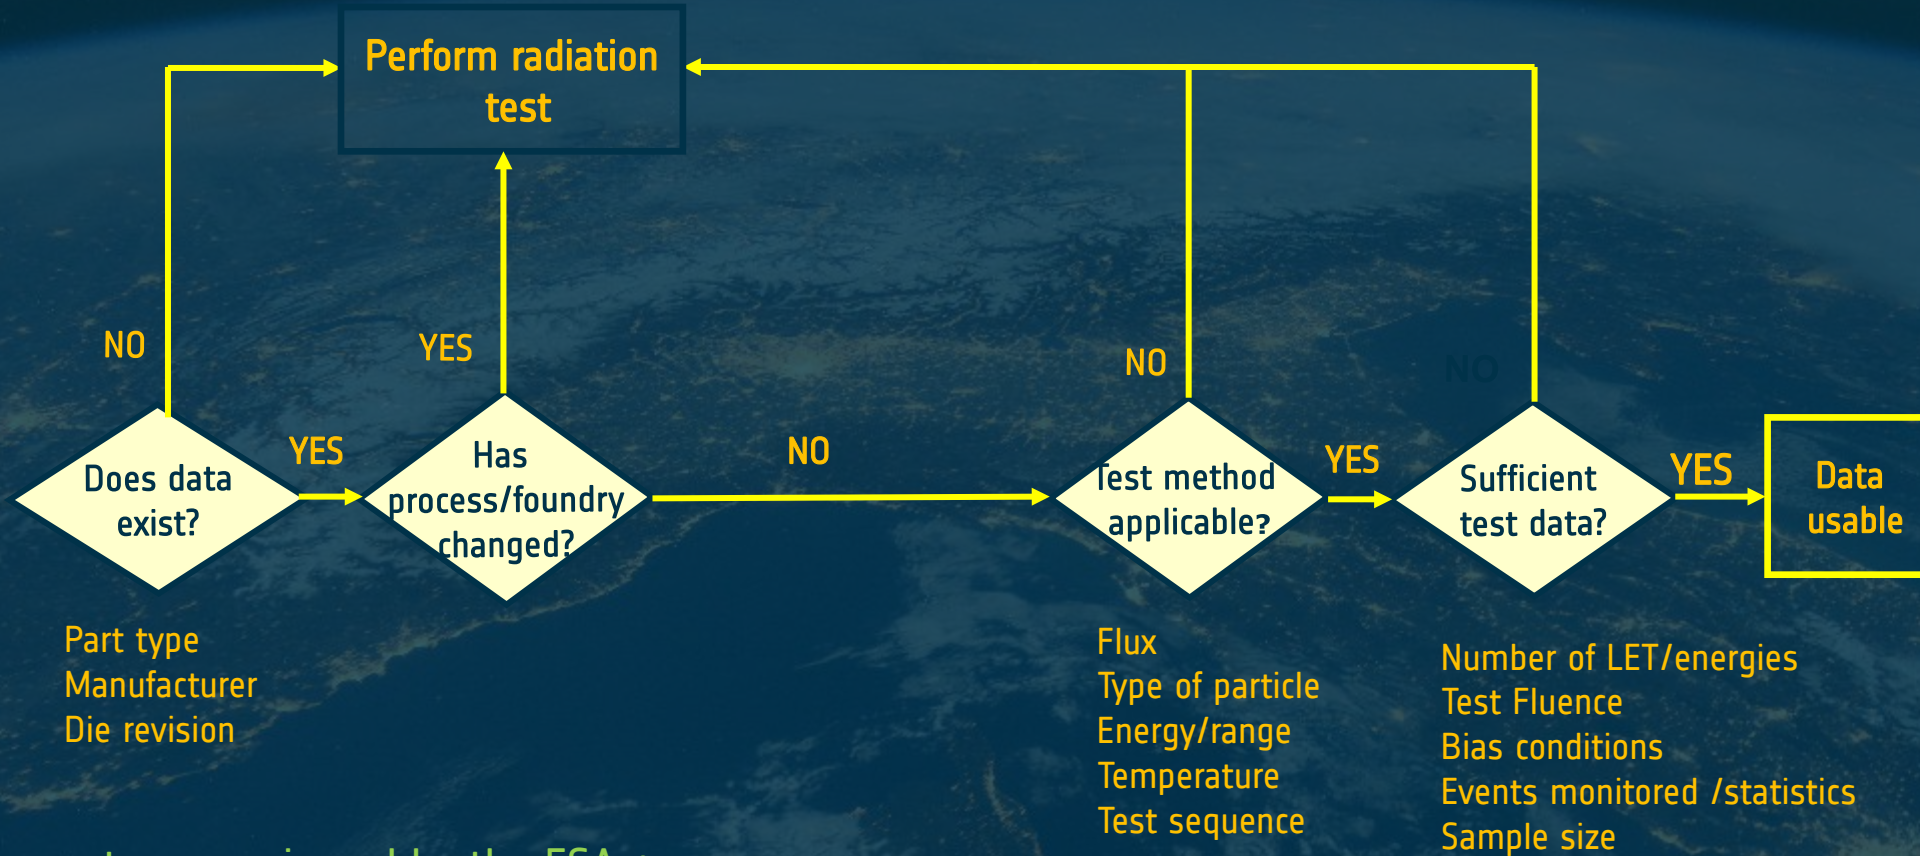 Perform radiation
test
NO
YES
NO
NO
Does data
exist?
YES
Has
process/foundry
changed?
NO
Test method
applicable?
YES
Sufficient
test data?
YES
Data
usable
Part type
Manufacturer
Die revision
Flux
Type of particle
Energy/range
Temperature
Test sequence
Number of LET/energies
Test Fluence
Bias conditions
Events monitored /statistics
Sample size